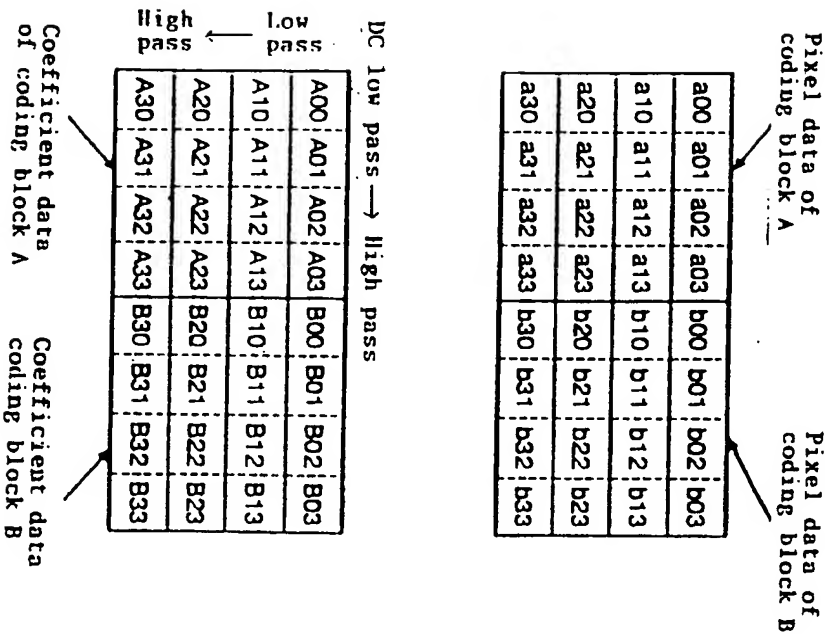 Pixel data of
coding block A
Pixel data of
coding block B
a00 a01 a02 a03 b00 b01 b02 b03
a10 a11 a12 a13 b10 b11 b12 b13
a20 a21 a22 a23 b20 b21 b22 b23
a30 a31 a32 a33 b30 b31 b32 b33
DC low pass → High pass
Low
pass
High
pass
A00 A01 A02 A03 B00 B01 B02 B03
A10 A11 A12 A13 B10 B11 B12 B13
A20 A21 A22 A23 B20 B21 B22 B23
A30 A31 A32 A33 B30 B31 B32 B33
Coefficient data
of coding block A
Coefficient data
coding block B